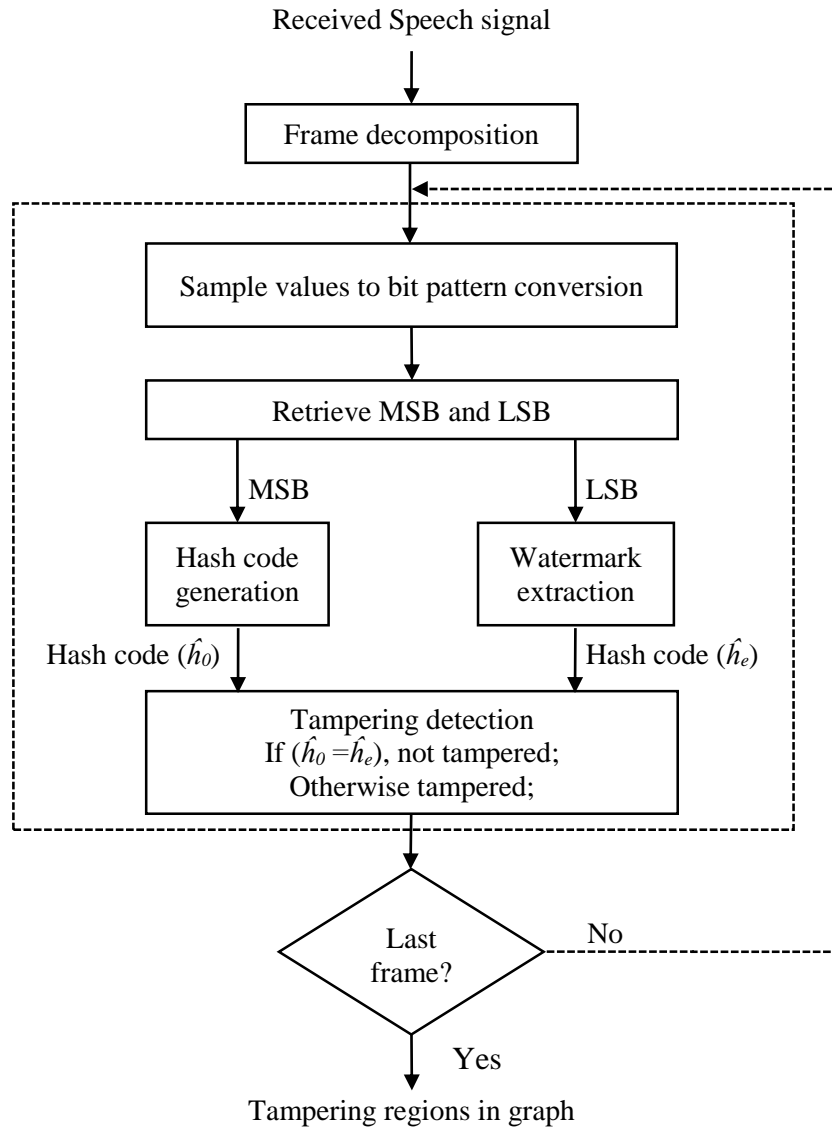 Received Speech signal
Frame decomposition
Sample values to bit pattern conversion
Retrieve MSB and LSB
MSB
LSB
Hash code
generation
Watermark
extraction
Hash code (ĥ₀)
Hash code (ĥₑ)
Tampering detection
If (ĥ₀ =ĥₑ), not tampered;
Otherwise tampered;
Last
frame?
No
Yes
Tampering regions in graph